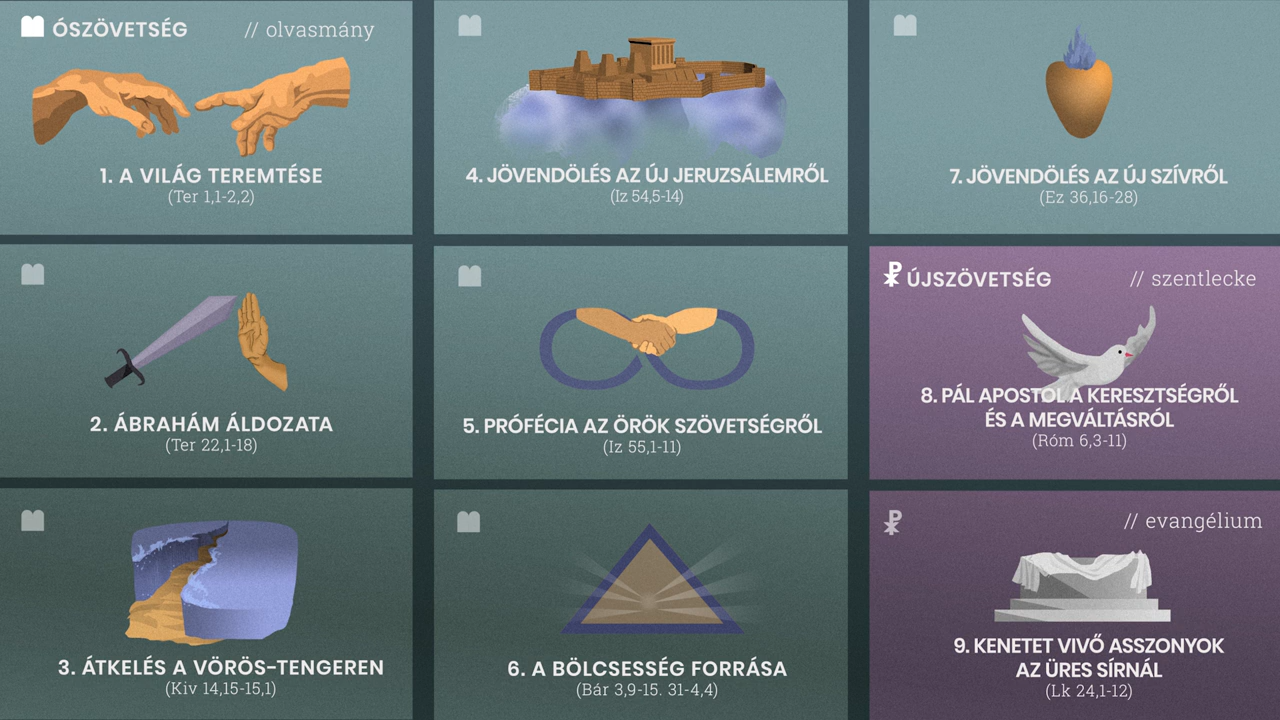 ÓSZÖVETSÉG // olvasmány
1. A VILÁG TEREMTÉSE
(Ter 1,1-2,2)
2. ÁBRAHÁM ÁLDOZATA
(Ter 22,1-18)
3. ÁTKELÉS A VÖRÖS-TENGEREN
(Kiv 14,15-15,1)
4. JÖVENDÖLÉS AZ ÚJ JERUZSÁLEMRŐL
(Iz 54,5-14)
5. PRÓFÉCIA AZ ÖRÖK SZÖVETSÉGRŐL
(Iz 55,1-11)
6. A BÖLCSESSÉG FORRÁSA
(Bár 3,9-15. 31-4,4)
7. JÖVENDÖLÉS AZ ÚJ SZÍVRŐL
(Ez 36,16-28)
ÚJSZÖVETSÉG // szentlecke
8. PÁL APOSTOL A KERESZTSÉGRŐL
ÉS A MEGVÁLTÁSRÓL
(Róm 6,3-11)
// evangélium
9. KENETET VIVŐ ASSZONYOK
AZ ÜRES SÍRNÁL
(Lk 24,1-12)